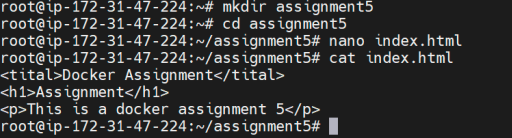 root@ip-172-31-47-224:~# mkdir assignment5
root@ip-172-31-47-224:~# cd assignment5
root@ip-172-31-47-224:~/assignment5# nano index.html
root@ip-172-31-47-224:~/assignment5# cat index.html
<tital>Docker Assignment</tital>
<h1>Assignment</h1>
<p>This is a docker assignment 5</p>
root@ip-172-31-47-224:~/assignment5#